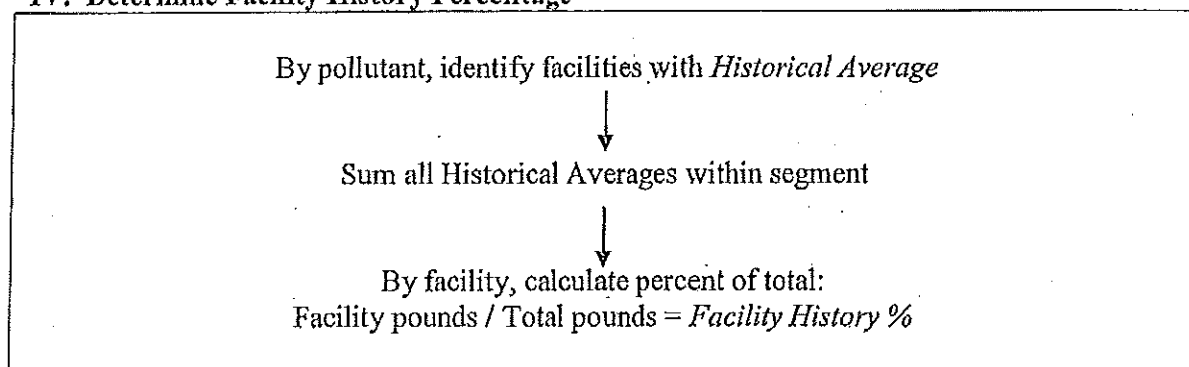 IV. Determine Facility History Percentage
By pollutant, identify facilities with Historical Average
Sum all Historical Averages within segment
By facility, calculate percent of total:
Facility pounds / Total pounds = Facility History %